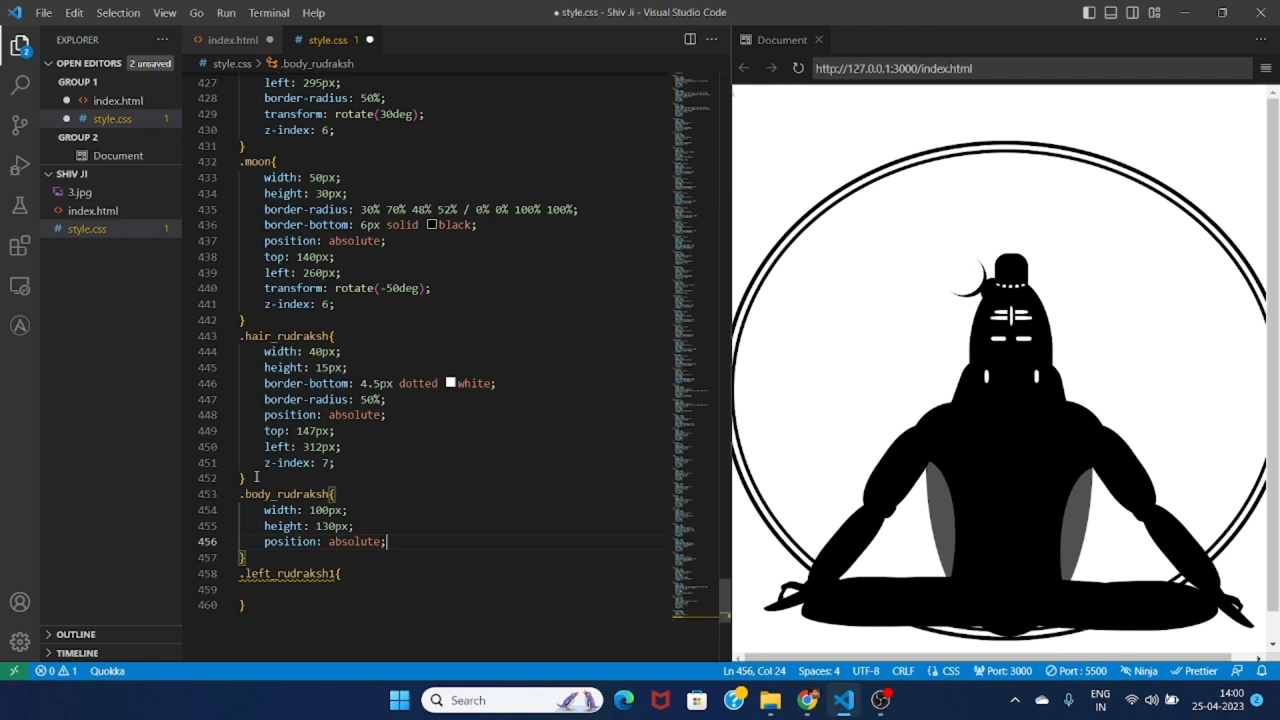 File Edit Selection View Go Run Terminal Help
style.css - Shiv Ji - Visual Studio Code
EXPLORER
OPEN EDITORS 2 unsaved
GROUP 1
index.html
style.css 1
GROUP 2
Document
SHIV JI
3.jpg
index.html
style.css
OUTLINE
TIMELINE
index.html
style.css 1
style.css > .body_rudraksh
427 left: 295px;
428 border-radius: 50%;
429 transform: rotate(30deg);
430 z-index: 6;
431 }
432 .moon{
433 width: 50px;
434 height: 30px;
435 border-radius: 30% 70% 48% 52% / 0% 0% 100% 100%;
436 border-bottom: 6px solid black;
437 position: absolute;
438 top: 140px;
439 left: 260px;
440 transform: rotate(-50deg);
441 z-index: 6;
442 }
443 .hair_rudraksh{
444 width: 40px;
445 height: 15px;
446 border-bottom: 4.5px dotted white;
447 border-radius: 50%;
448 position: absolute;
449 top: 147px;
450 left: 312px;
451 z-index: 7;
452 }
453 .body_rudraksh{
454 width: 100px;
455 height: 130px;
456 position: absolute;
457 }
458 .left_rudraksh1{
459
460 }
Document
http://127.0.0.1:3000/index.html
0 1 Quokka
Ln 456, Col 24 Spaces: 4 UTF-8 CRLF CSS Port: 3000 Port : 5500 Ninja Prettier
Search
ENG
IN
14:00
25-04-2023
2